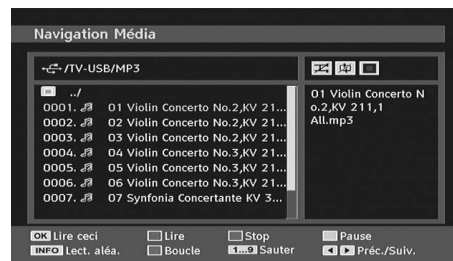 Navigation Média
/TV-USB/MP3
../
0001. 01 Violin Concerto No.2,KV 21...
0002. 02 Violin Concerto No.2,KV 21...
0003. 03 Violin Concerto No.2,KV 21...
0004. 04 Violin Concerto No.3,KV 21...
0005. 05 Violin Concerto No.3,KV 21...
0006. 06 Violin Concerto No.3,KV 21...
0007. 07 Synfonia Concertante KV 3...
01 Violin Concerto N
o.2,KV 211,1
All.mp3
OK Lire ceci Lire Stop Pause
INFO Lect. aléa. Boucle 1...9 Sauter Préc./Suiv.